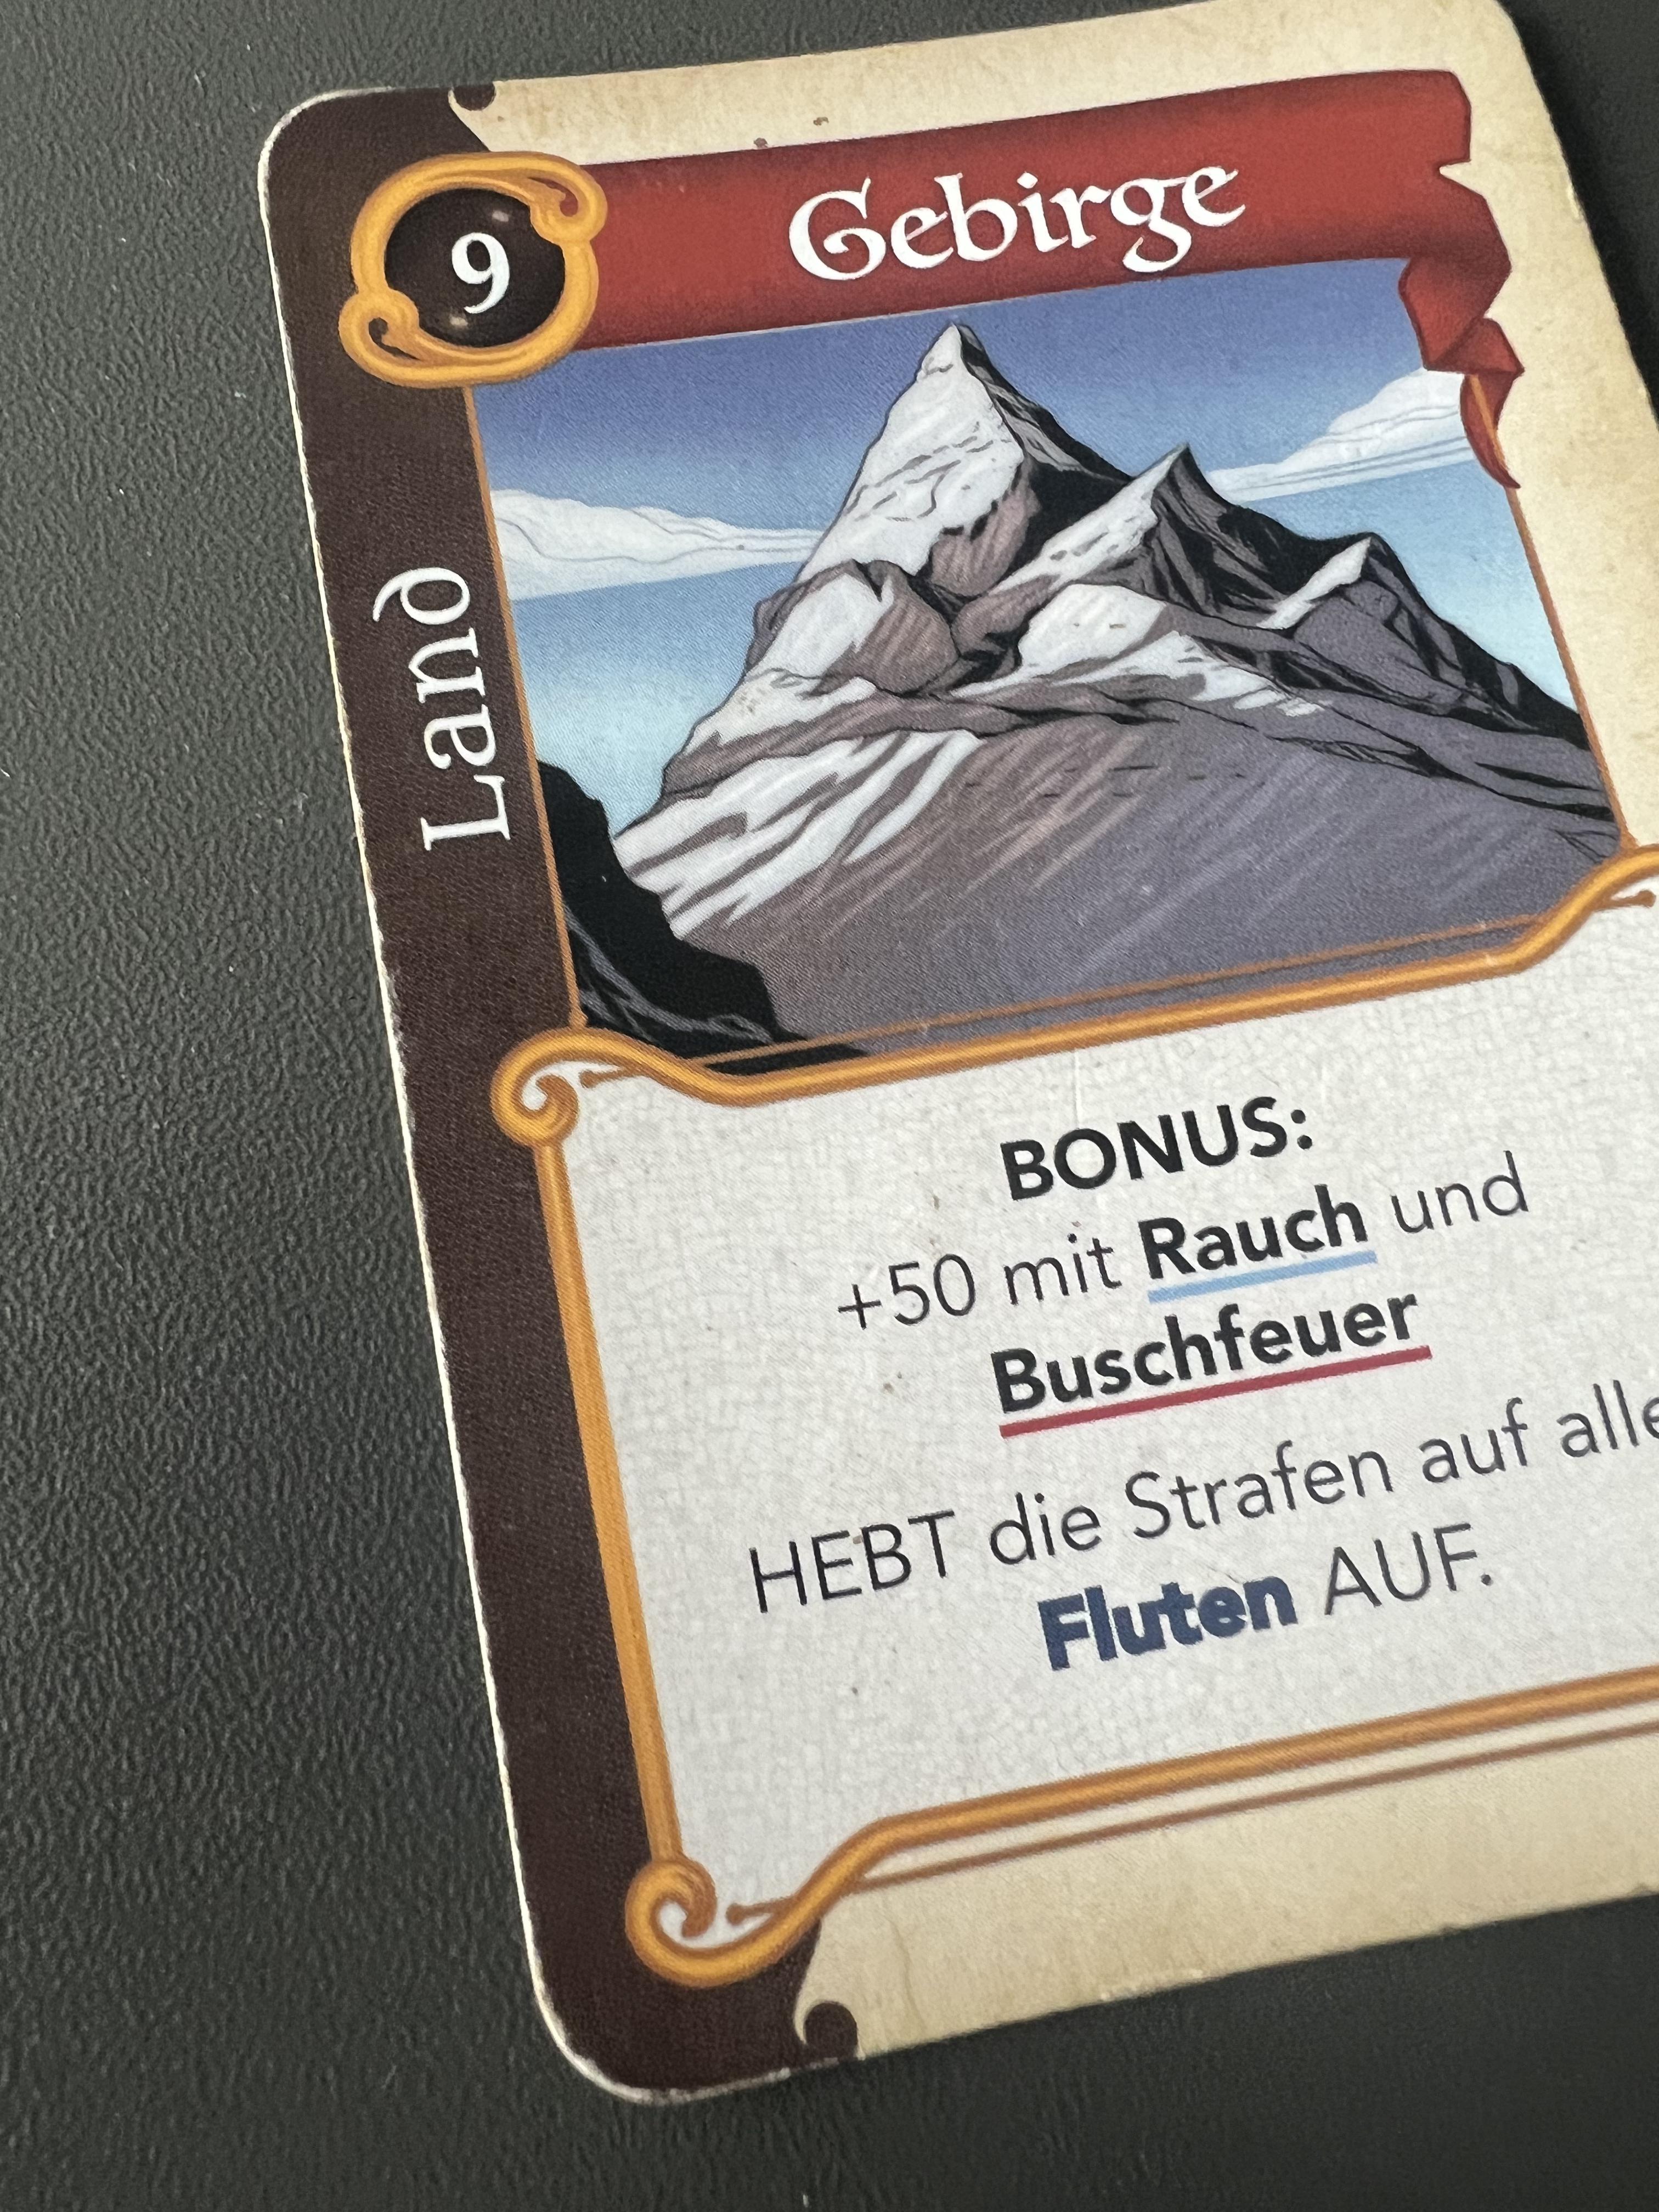 9
Gebirge
Land
BONUS:
+50 mit Rauch und
Buschfeuer
HEBT die Strafen auf alle
Fluten AUF.